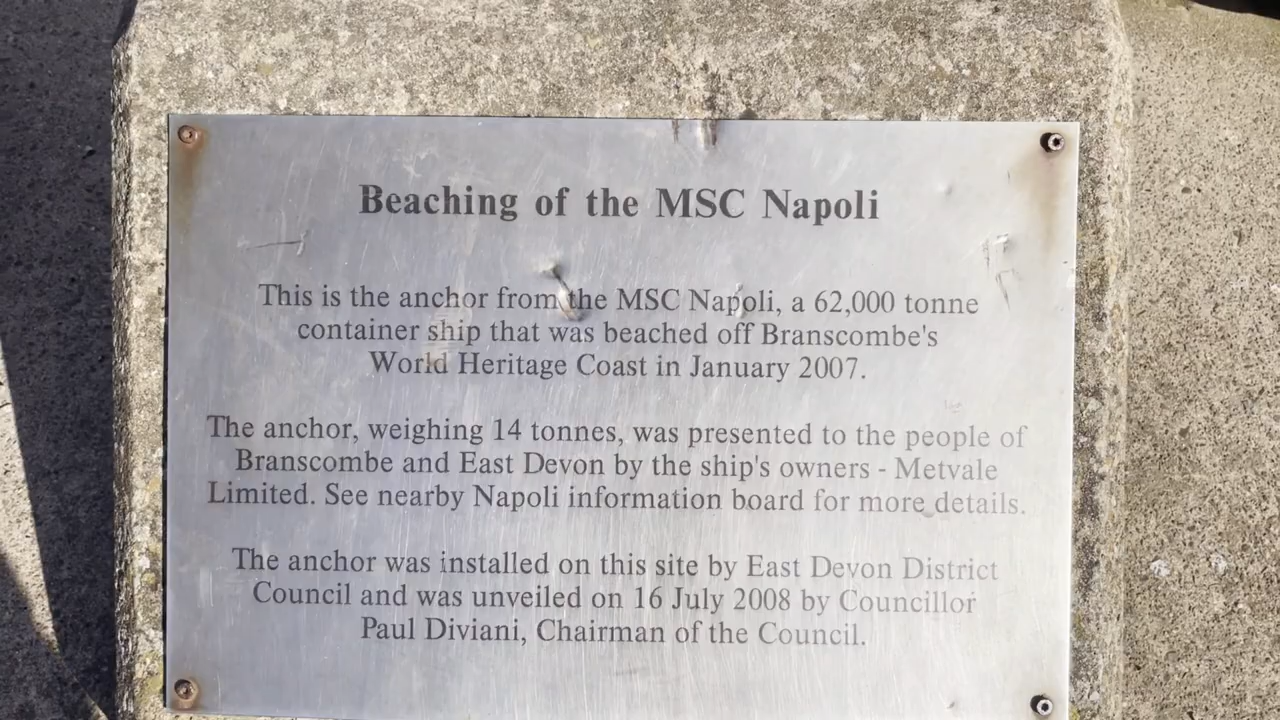 Beaching of the MSC Napoli
This is the anchor from the MSC Napoli, a 62,000 tonne
container ship that was beached off Branscombe's
World Heritage Coast in January 2007.
The anchor, weighing 14 tonnes, was presented to the people of
Branscombe and East Devon by the ship's owners - Metvale
Limited. See nearby Napoli information board for more details.
The anchor was installed on this site by East Devon District
Council and was unveiled on 16 July 2008 by Councillor
Paul Diviani, Chairman of the Council.